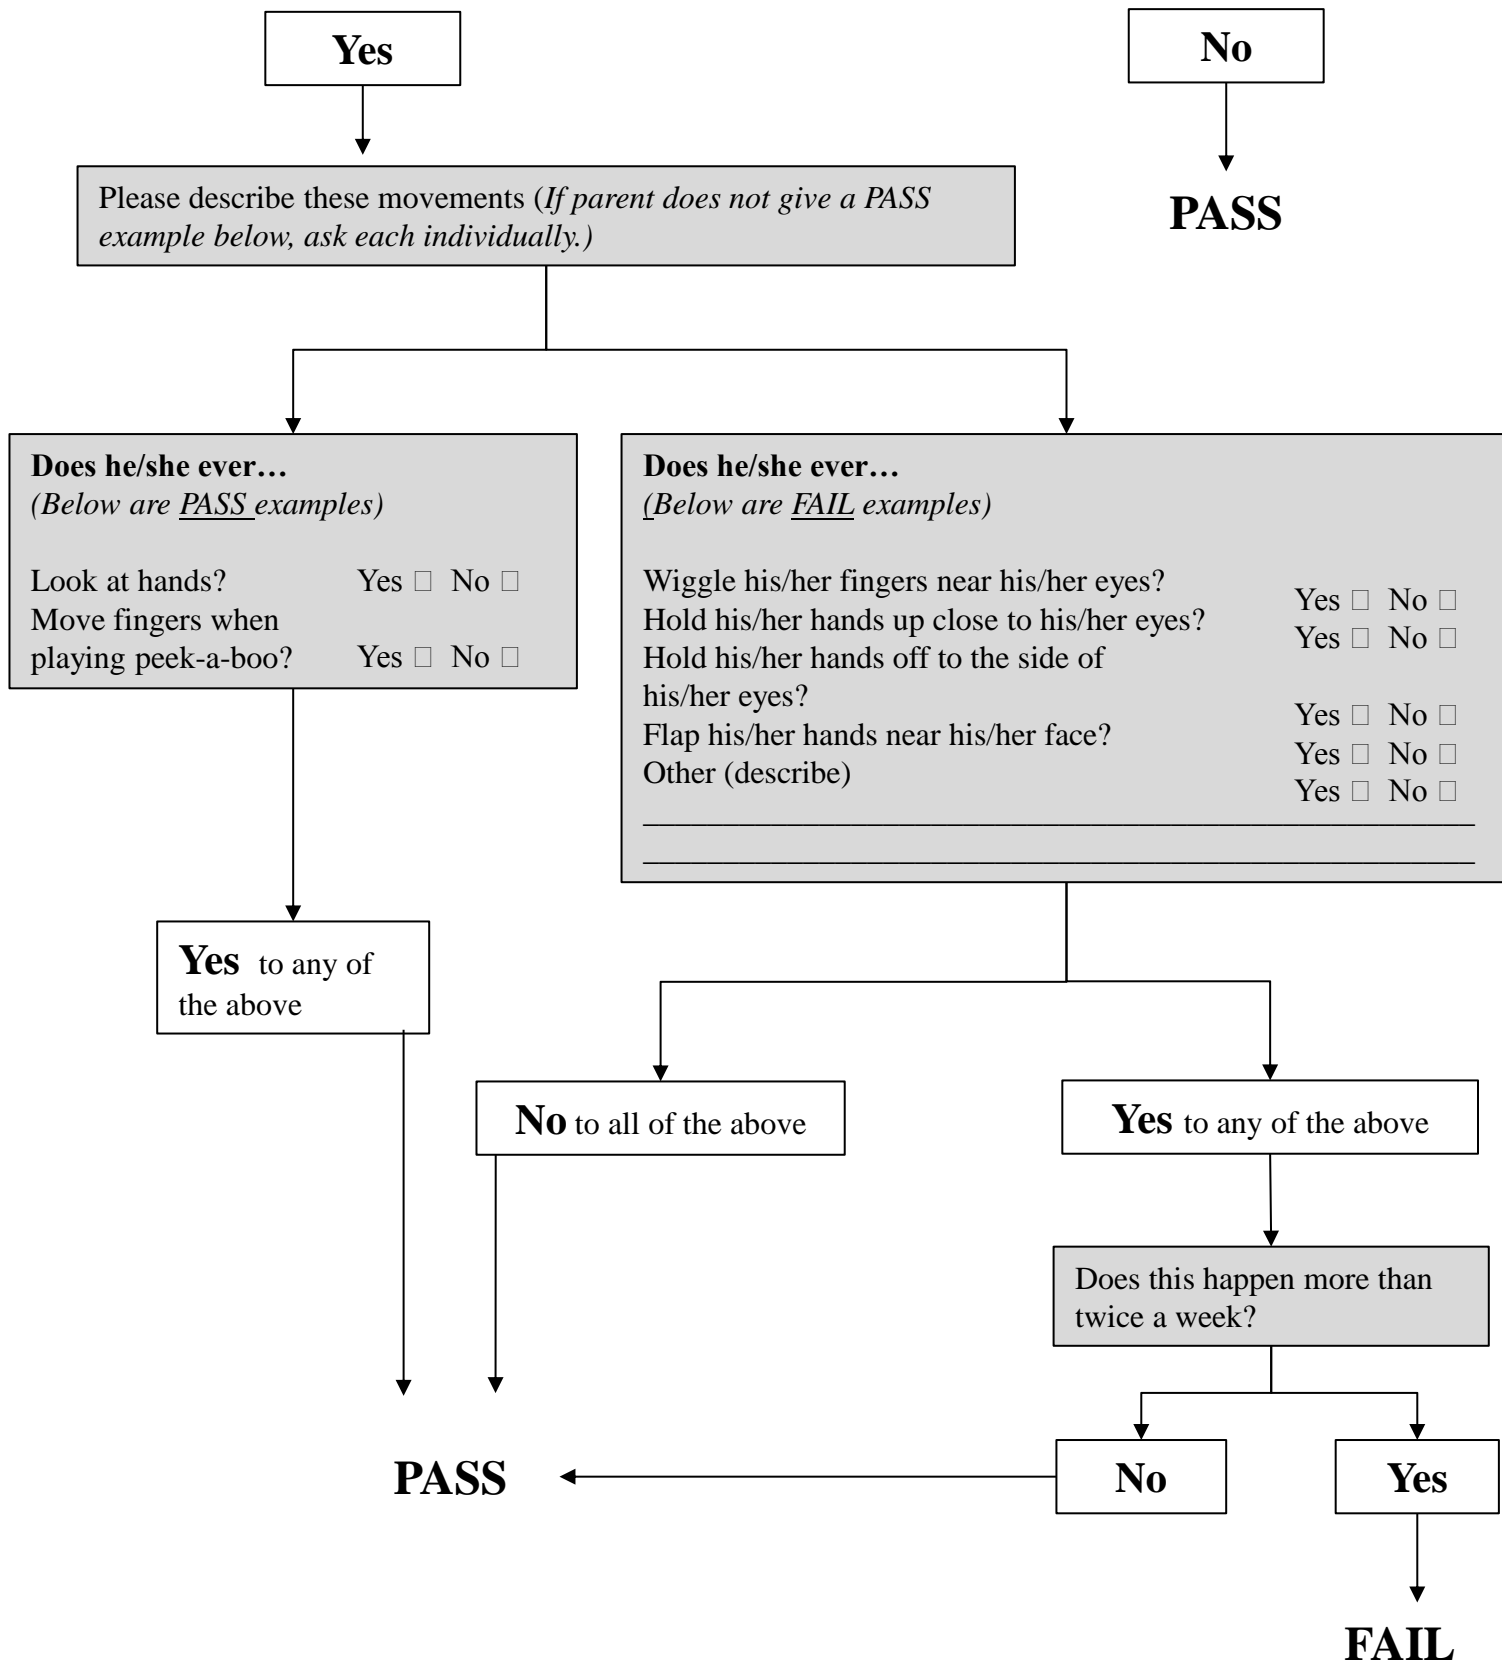 Yes
No
PASS
Please describe these movements (If parent does not give a PASS
example below, ask each individually.)
Does he/she ever…
(Below are PASS examples)
Look at hands? Yes □ No □
Move fingers when
playing peek-a-boo? Yes □ No □
Does he/she ever…
(Below are FAIL examples)
Wiggle his/her fingers near his/her eyes? Yes □ No □
Hold his/her hands up close to his/her eyes? Yes □ No □
Hold his/her hands off to the side of
his/her eyes? Yes □ No □
Flap his/her hands near his/her face? Yes □ No □
Other (describe) Yes □ No □
Yes to any of
the above
No to all of the above
Yes to any of the above
Does this happen more than
twice a week?
PASS
No
Yes
FAIL